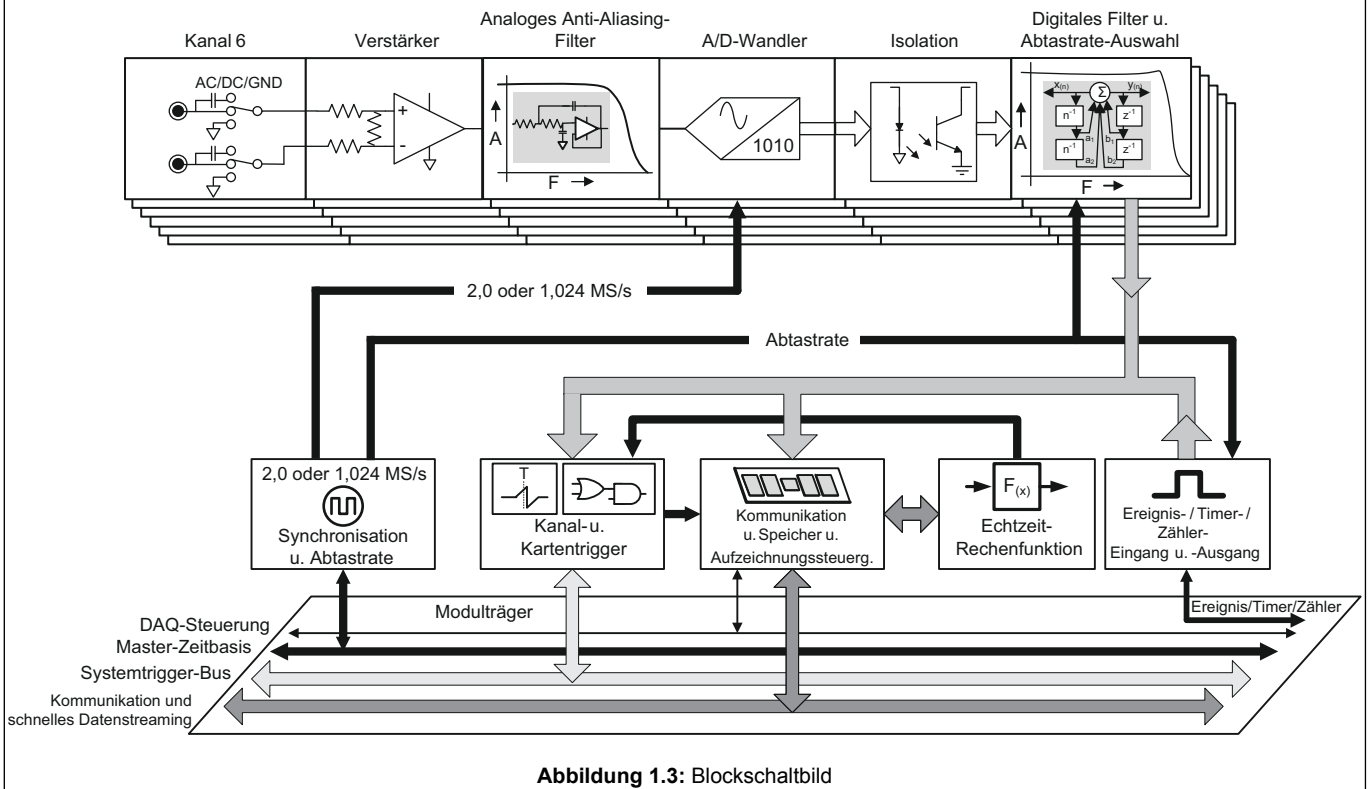 Kanal 6
Verstärker
Analoges Anti-Aliasing-
Filter
A/D-Wandler
Isolation
Digitales Filter u.
Abtastrate-Auswahl
AC/DC/GND
+
-
A
F
1010
A
x(n)
Σ
y(n)
n-1
z-1
a1
b1
n-1
z-1
a2
b2
F
2,0 oder 1,024 MS/s
Abtastrate
2,0 oder 1,024 MS/s
Synchronisation
u. Abtastrate
T
Kanal- u.
Kartentrigger
Kommunikation
u. Speicher u.
Aufzeichnungssteuerg.
F(x)
Echtzeit-
Rechenfunktion
Ereignis- / Timer- /
Zähler-
Eingang u. -Ausgang
Modulträger
Ereignis/Timer/Zähler
DAQ-Steuerung
Master-Zeitbasis
Systemtrigger-Bus
Kommunikation und
schnelles Datenstreaming
Abbildung 1.3: Blockschaltbild